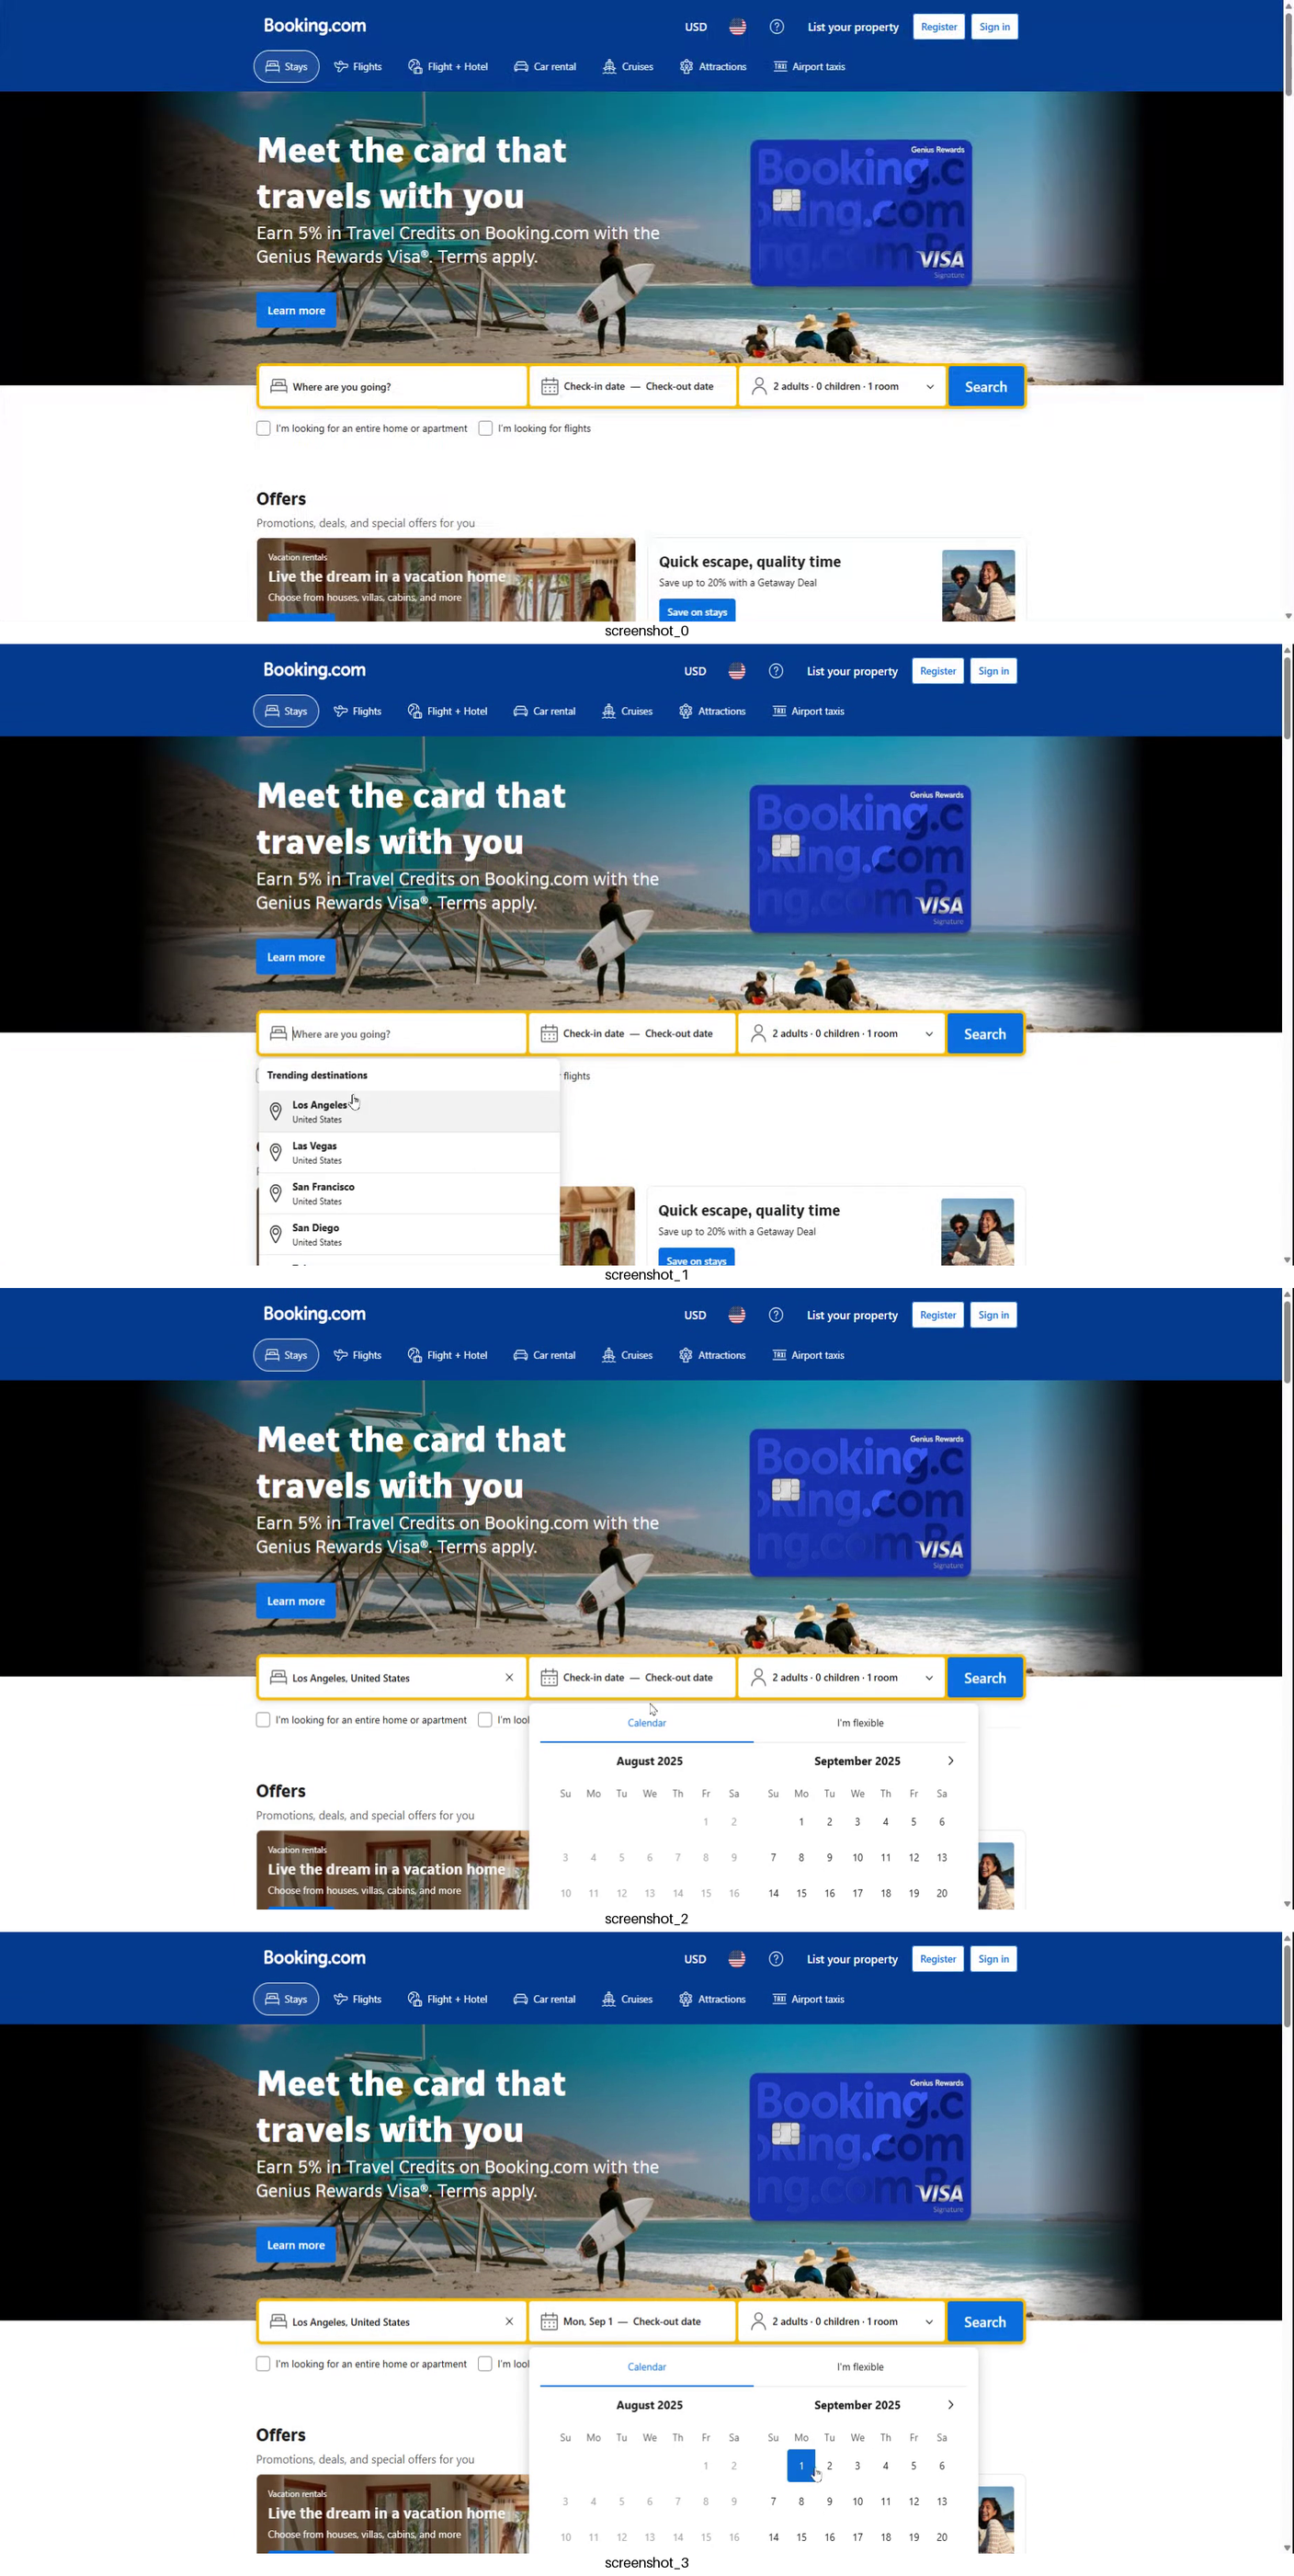 Booking.com
USD
List your property
Register
Sign in
Stays
Flights
Flight + Hotel
Car rental
Cruises
Attractions
Airport taxis
Meet the card that
travels with you
Earn 5% in Travel Credits on Booking.com with the
Genius Rewards Visa®. Terms apply.
Learn more
Genius Rewards
Booking.c
oking.com
VISA
Signature
Where are you going?
Check-in date — Check-out date
2 adults · 0 children · 1 room
Search
I'm looking for an entire home or apartment
I'm looking for flights
Offers
Promotions, deals, and special offers for you
Vacation rentals
Live the dream in a vacation home
Choose from houses, villas, cabins, and more
Quick escape, quality time
Save up to 20% with a Getaway Deal
Save on stays
screenshot_0
Booking.com
USD
List your property
Register
Sign in
Stays
Flights
Flight + Hotel
Car rental
Cruises
Attractions
Airport taxis
Meet the card that
travels with you
Earn 5% in Travel Credits on Booking.com with the
Genius Rewards Visa®. Terms apply.
Learn more
Genius Rewards
Booking.c
oking.com
VISA
Signature
Where are you going?
Check-in date — Check-out date
2 adults · 0 children · 1 room
Search
Trending destinations
flights
Los Angeles
United States
Las Vegas
United States
San Francisco
United States
San Diego
United States
Quick escape, quality time
Save up to 20% with a Getaway Deal
Save on stays
screenshot_1
Booking.com
USD
List your property
Register
Sign in
Stays
Flights
Flight + Hotel
Car rental
Cruises
Attractions
Airport taxis
Meet the card that
travels with you
Earn 5% in Travel Credits on Booking.com with the
Genius Rewards Visa®. Terms apply.
Learn more
Genius Rewards
Booking.c
oking.com
VISA
Signature
Los Angeles, United States
Check-in date — Check-out date
2 adults · 0 children · 1 room
Search
I'm looking for an entire home or apartment
I'm lool
Calendar
I'm flexible
August 2025
September 2025
Su Mo Tu We Th Fr Sa
Su Mo Tu We Th Fr Sa
1 2
1 2 3 4 5 6
3 4 5 6 7 8 9
7 8 9 10 11 12 13
10 11 12 13 14 15 16
14 15 16 17 18 19 20
Offers
Promotions, deals, and special offers for you
Vacation rentals
Live the dream in a vacation home
Choose from houses, villas, cabins, and more
screenshot_2
Booking.com
USD
List your property
Register
Sign in
Stays
Flights
Flight + Hotel
Car rental
Cruises
Attractions
Airport taxis
Meet the card that
travels with you
Earn 5% in Travel Credits on Booking.com with the
Genius Rewards Visa®. Terms apply.
Learn more
Genius Rewards
Booking.c
oking.com
VISA
Signature
Los Angeles, United States
Mon, Sep 1 — Check-out date
2 adults · 0 children · 1 room
Search
I'm looking for an entire home or apartment
I'm lool
Calendar
I'm flexible
August 2025
September 2025
Su Mo Tu We Th Fr Sa
Su Mo Tu We Th Fr Sa
1 2
1 2 3 4 5 6
3 4 5 6 7 8 9
7 8 9 10 11 12 13
10 11 12 13 14 15 16
14 15 16 17 18 19 20
Offers
Promotions, deals, and special offers for you
Vacation rentals
Live the dream in a vacation home
Choose from houses, villas, cabins, and more
screenshot_3